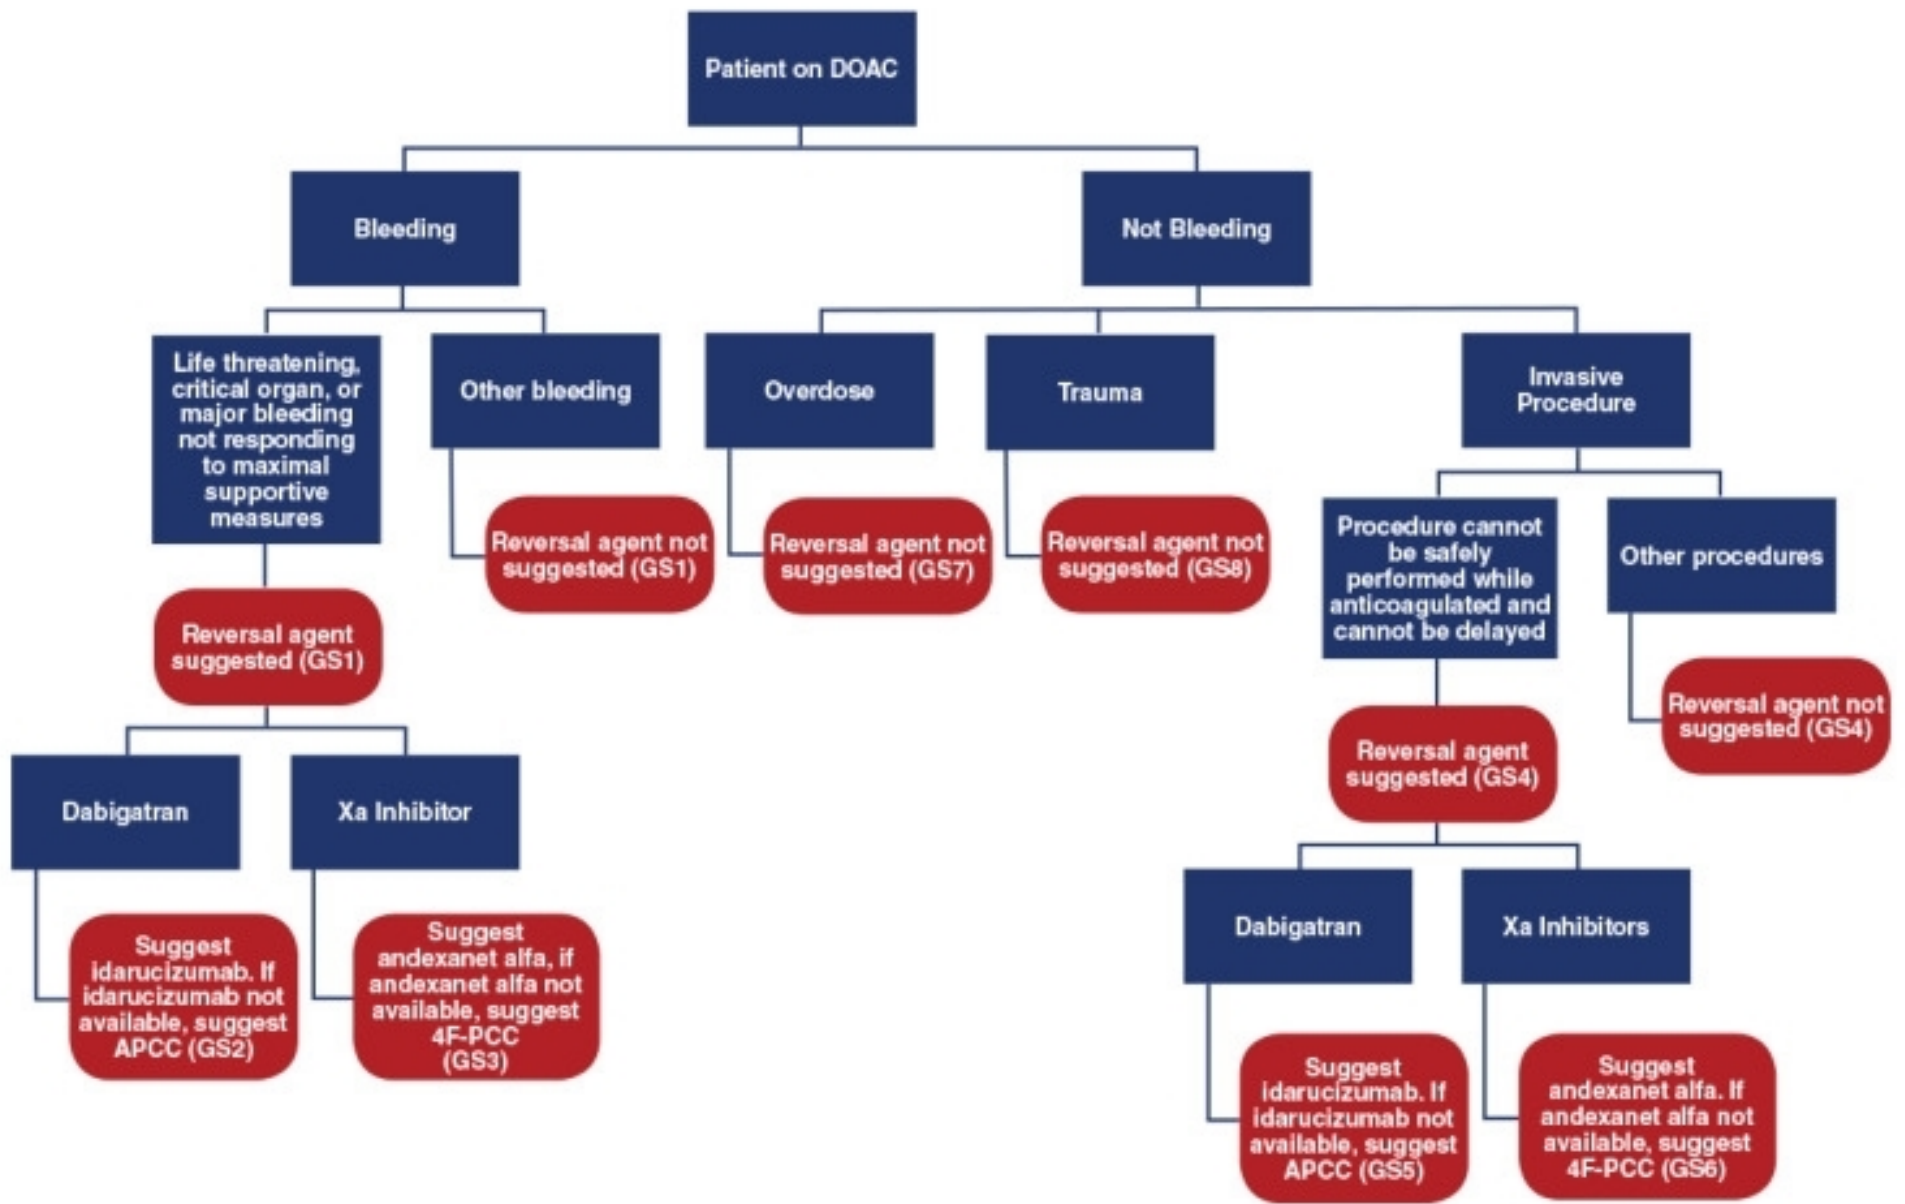 Patient on DOAC
Bleeding
Not Bleeding
Life threatening,
critical organ, or
major bleeding
not responding
to maximal
supportive
measures
Other bleeding
Overdose
Trauma
Invasive
Procedure
Reversal agent not
suggested (GS1)
Reversal agent not
suggested (GS7)
Reversal agent not
suggested (GS8)
Procedure cannot
be safely
performed while
anticoagulated and
cannot be delayed
Other procedures
Reversal agent
suggested (GS1)
Reversal agent
suggested (GS4)
Reversal agent not
suggested (GS4)
Dabigatran
Xa Inhibitor
Dabigatran
Xa Inhibitors
Suggest
idarucizumab. If
idarucizumab not
available, suggest
APCC (GS2)
Suggest
andexanet alfa, if
andexanet alfa not
available, suggest
4F-PCC
(GS3)
Suggest
idarucizumab. If
idarucizumab not
available, suggest
APCC (GS5)
Suggest
andexanet alfa. If
andexanet alfa not
available, suggest
4F-PCC (GS6)